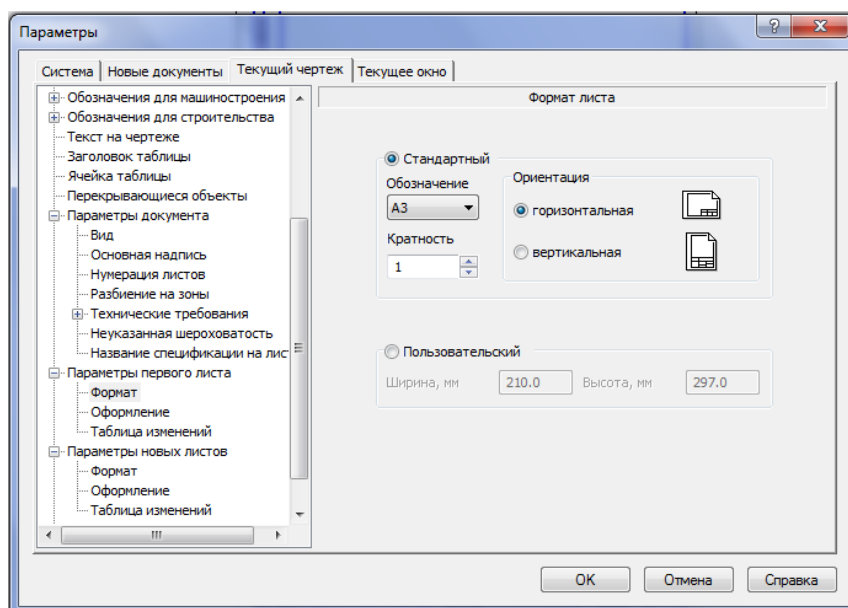 Параметры
Система
Новые документы
Текущий чертеж
Текущее окно
Обозначения для машиностроения
Обозначения для строительства
Текст на чертеже
Заголовок таблицы
Ячейка таблицы
Перекрывающиеся объекты
Параметры документа
Вид
Основная надпись
Нумерация листов
Разбиение на зоны
Технические требования
Неуказанная шероховатость
Название спецификации на лис
Параметры первого листа
Формат
Оформление
Таблица изменений
Параметры новых листов
Формат
Оформление
Таблица изменений
Формат листа
Стандартный
Обозначение
А3
Кратность
1
Ориентация
горизонтальная
вертикальная
Пользовательский
Ширина, мм 210.0 Высота, мм 297.0
OK Отмена Справка